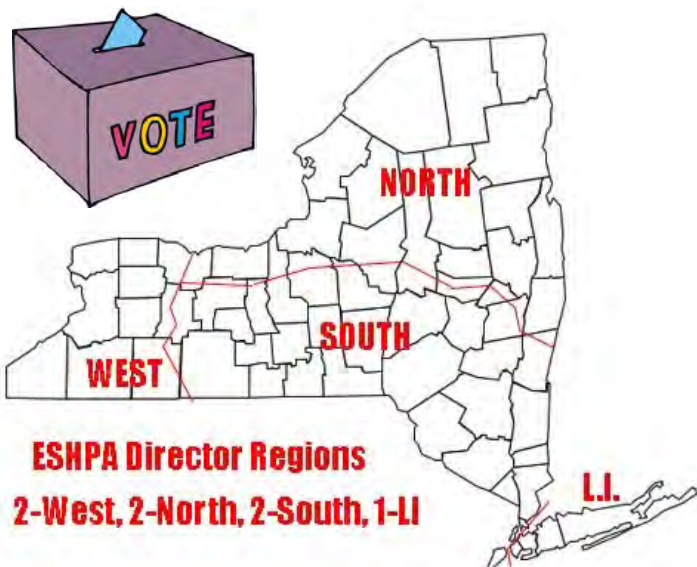 VOTE
NORTH
SOUTH
WEST
ESHPA Director Regions
L.I.
2-West, 2-North, 2-South, 1-LI